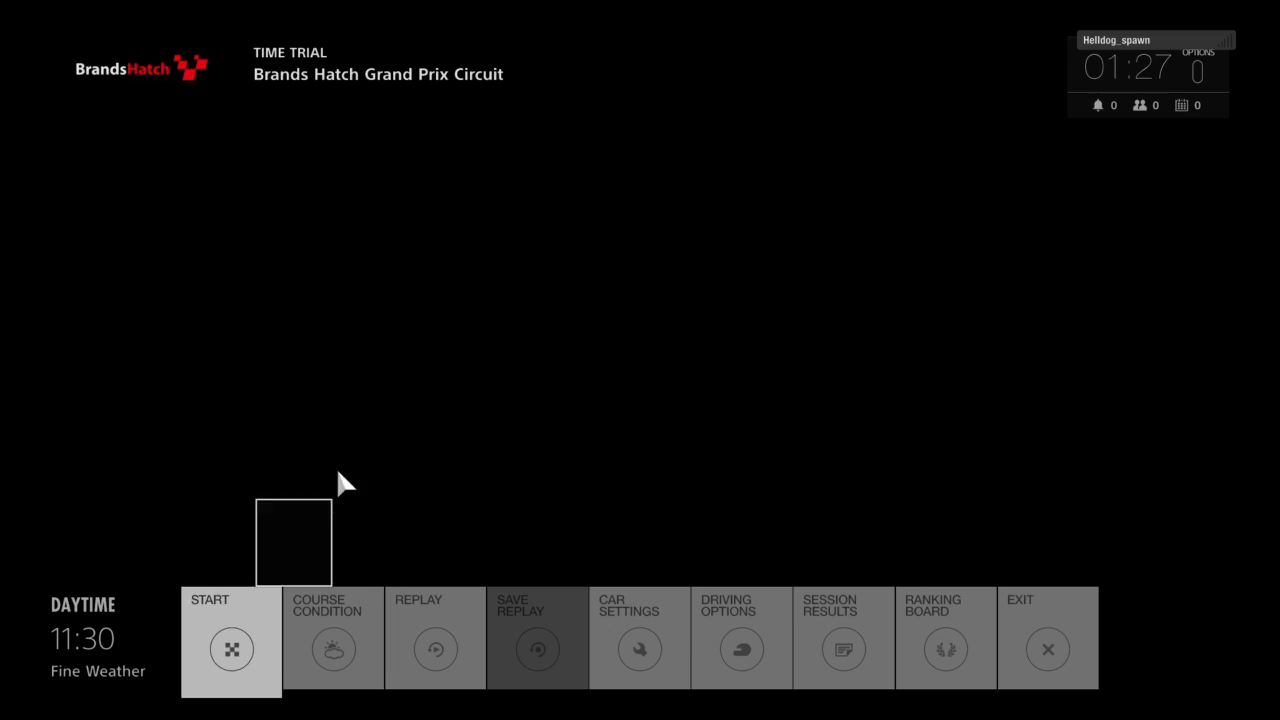 BrandsHatch
TIME TRIAL
Brands Hatch Grand Prix Circuit
Helldog_spawn
01:27
OPTIONS
0 0 0
DAYTIME
11:30
Fine Weather
START
COURSE
CONDITION
REPLAY
SAVE
REPLAY
CAR
SETTINGS
DRIVING
OPTIONS
SESSION
RESULTS
RANKING
BOARD
EXIT